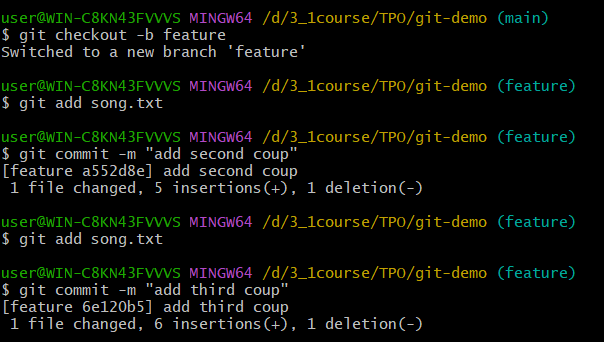 user@WIN-C8KN43FVVVS MINGW64 /d/3_1course/TPO/git-demo (main)
$ git checkout -b feature
Switched to a new branch 'feature'
user@WIN-C8KN43FVVVS MINGW64 /d/3_1course/TPO/git-demo (feature)
$ git add song.txt
user@WIN-C8KN43FVVVS MINGW64 /d/3_1course/TPO/git-demo (feature)
$ git commit -m "add second coup"
[feature a552d8e] add second coup
1 file changed, 5 insertions(+), 1 deletion(-)
user@WIN-C8KN43FVVVS MINGW64 /d/3_1course/TPO/git-demo (feature)
$ git add song.txt
user@WIN-C8KN43FVVVS MINGW64 /d/3_1course/TPO/git-demo (feature)
$ git commit -m "add third coup"
[feature 6e120b5] add third coup
1 file changed, 6 insertions(+), 1 deletion(-)